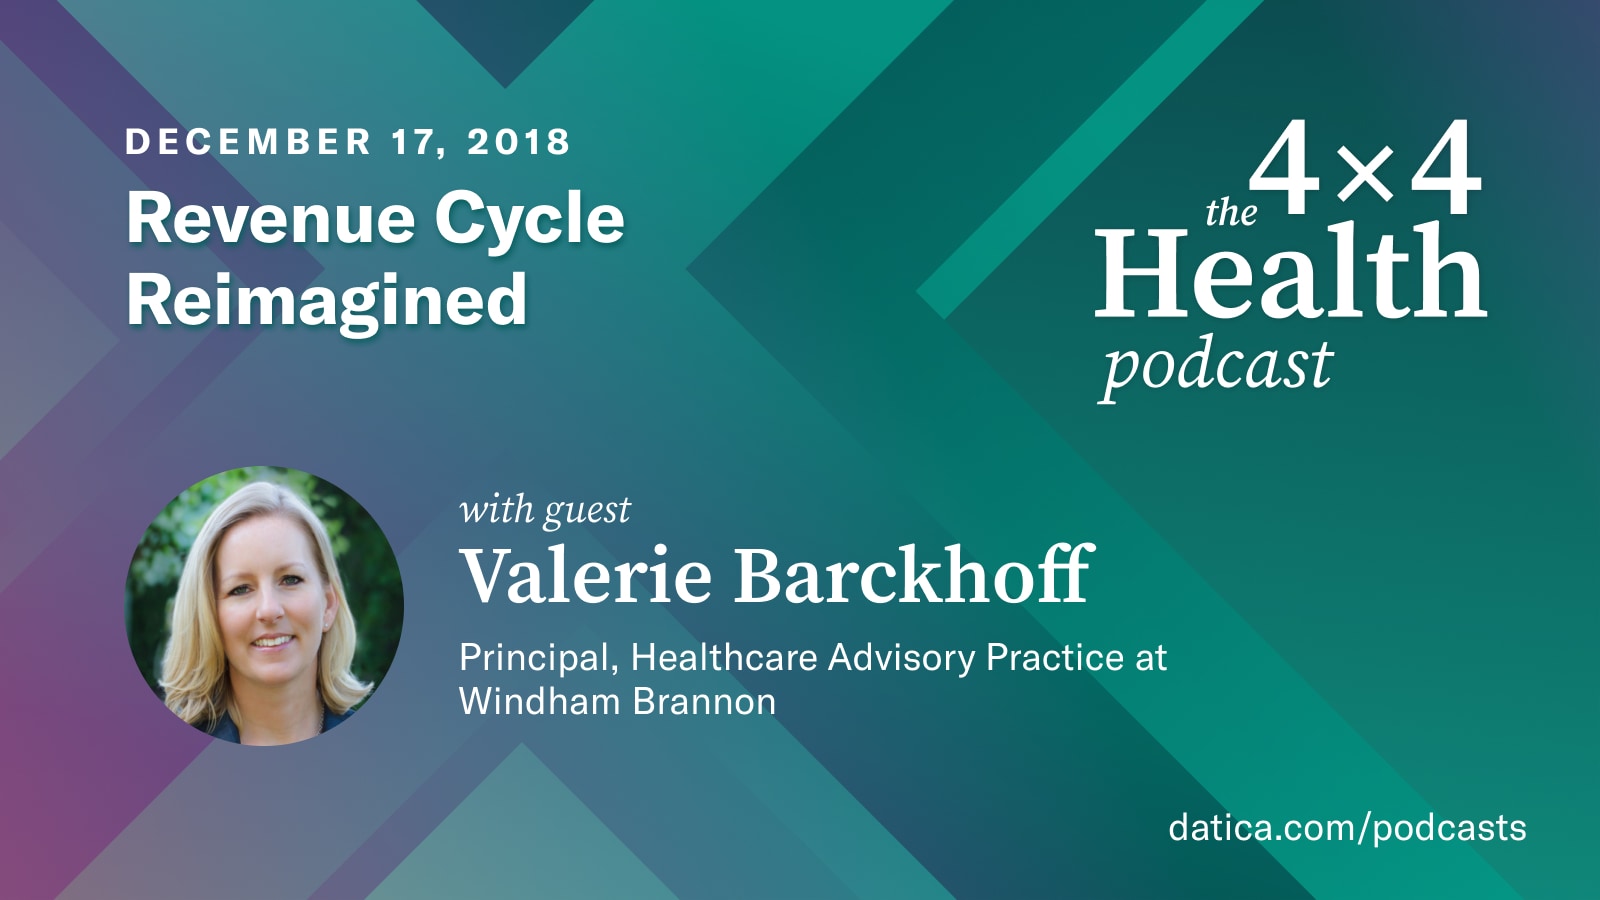 DECEMBER 17, 2018
Revenue Cycle
Reimagined
the 4×4
Health
podcast
with guest
Valerie Barckhoff
Principal, Healthcare Advisory Practice at
Windham Brannon
datica.com/podcasts